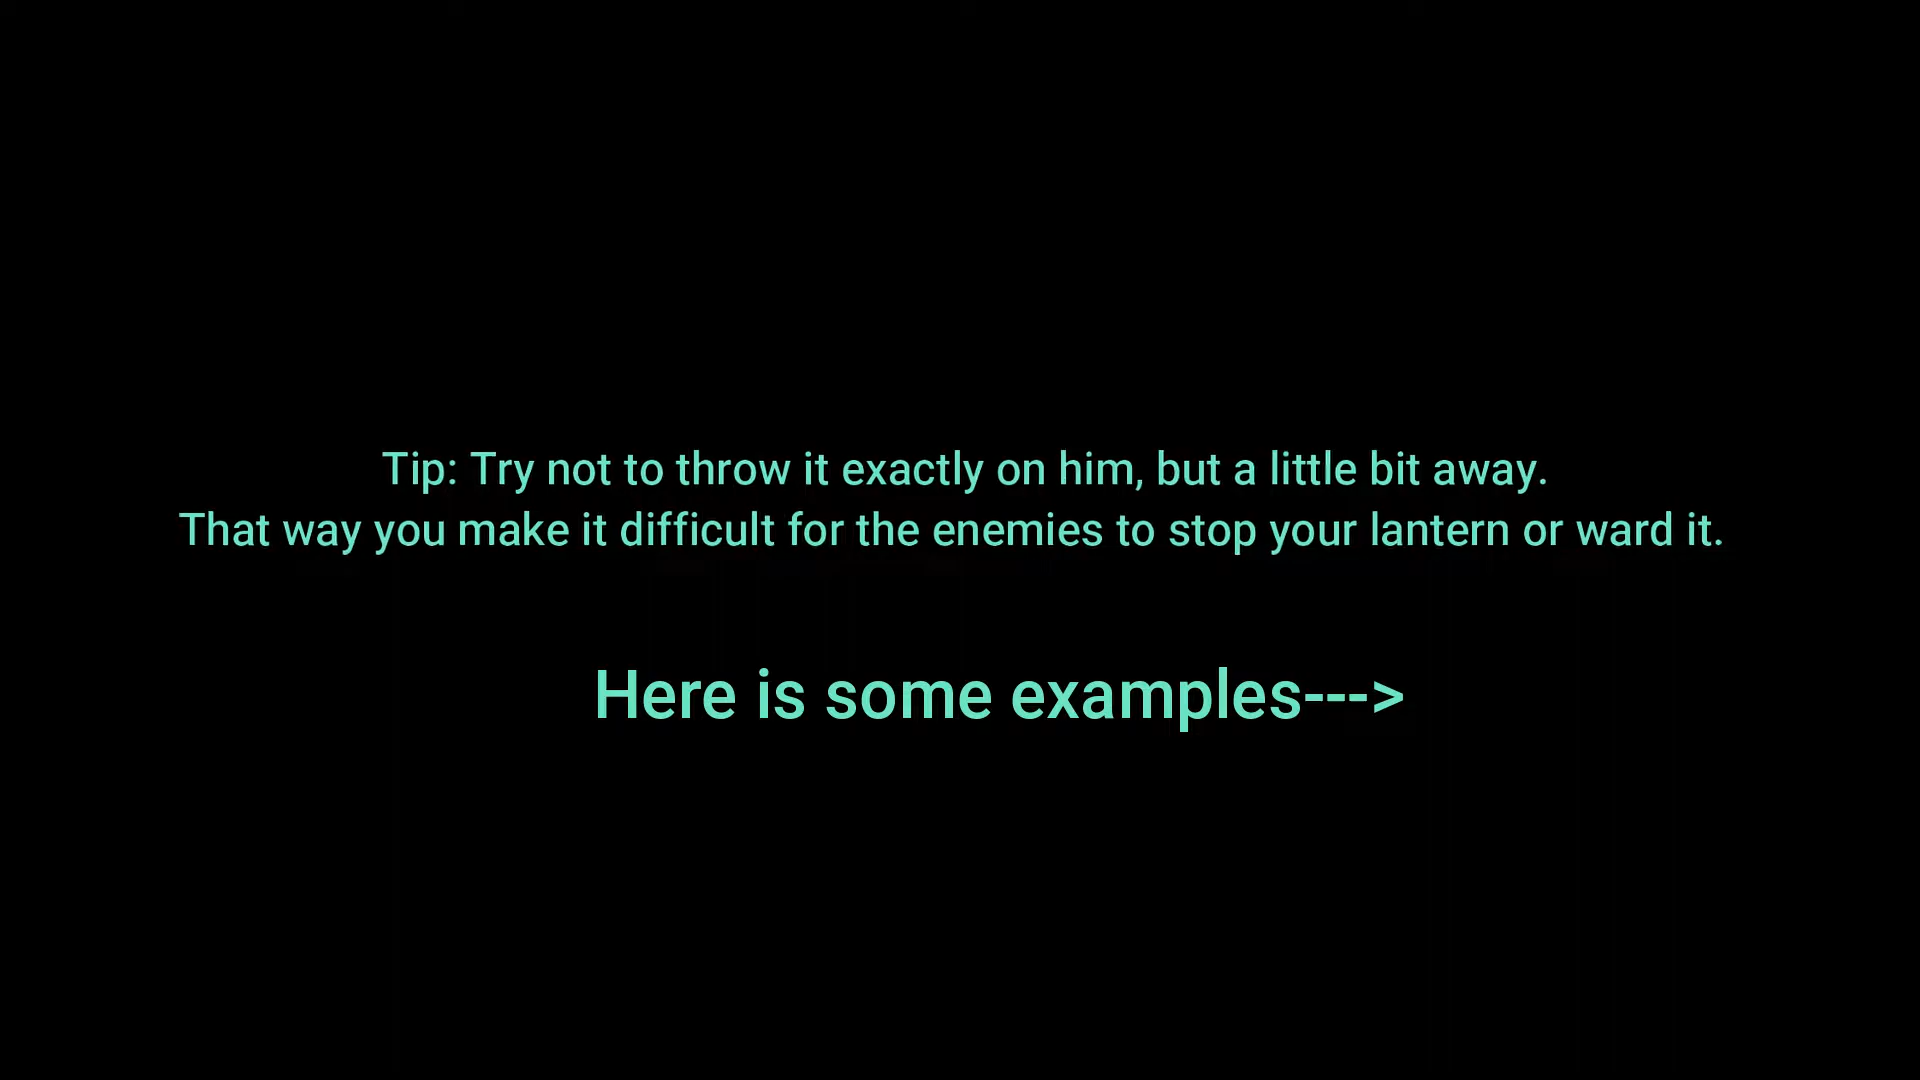 Tip: Try not to throw it exactly on him, but a little bit away.
That way you make it difficult for the enemies to stop your lantern or ward it.
Here is some examples--->